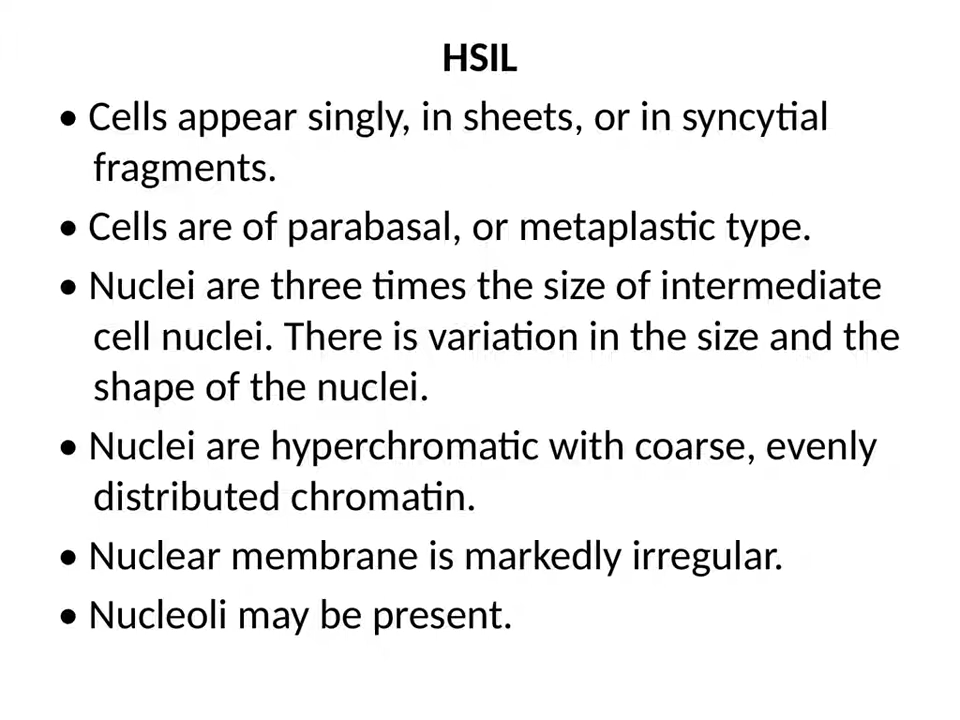 HSIL
• Cells appear singly, in sheets, or in syncytial
fragments.
• Cells are of parabasal, or metaplastic type.
• Nuclei are three times the size of intermediate
cell nuclei. There is variation in the size and the
shape of the nuclei.
• Nuclei are hyperchromatic with coarse, evenly
distributed chromatin.
• Nuclear membrane is markedly irregular.
• Nucleoli may be present.